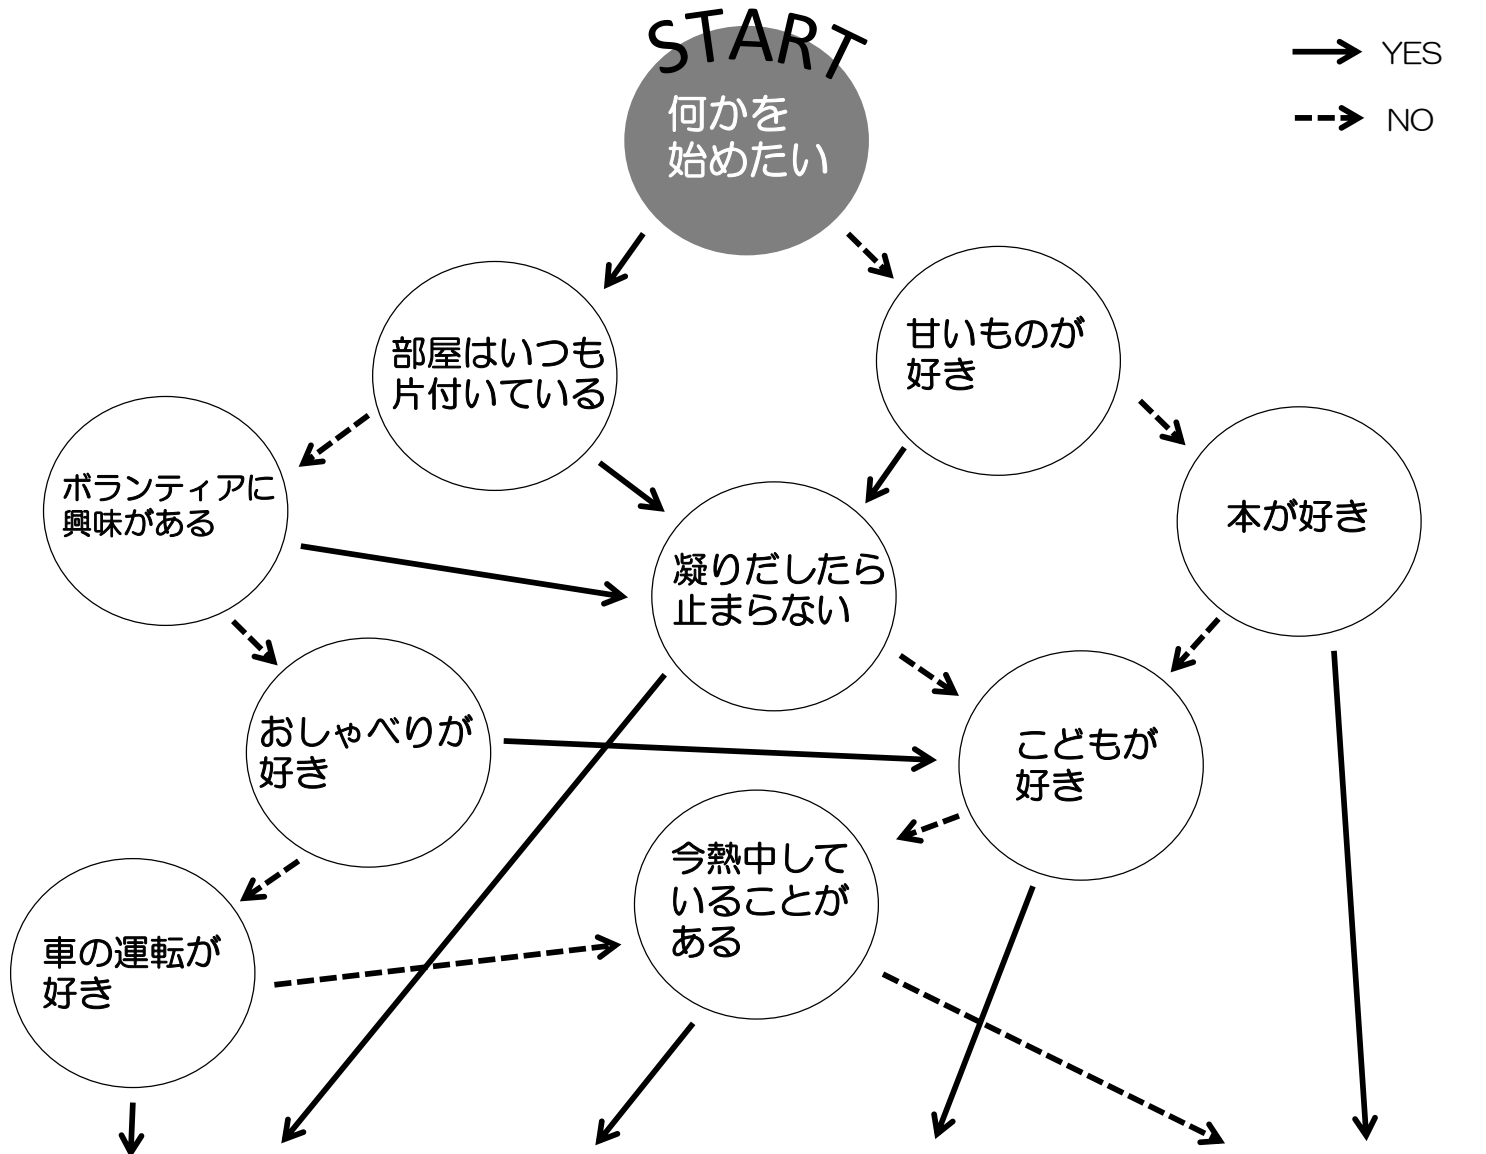 START
何かを
始めたい
YES
NO
部屋はいつも
片付いている
甘いものが
好き
ボランティアに
興味がある
本が好き
凝りだしたら
止まらない
おしゃべりが
好き
こどもが
好き
今熱中して
いることが
ある
車の運転が
好き